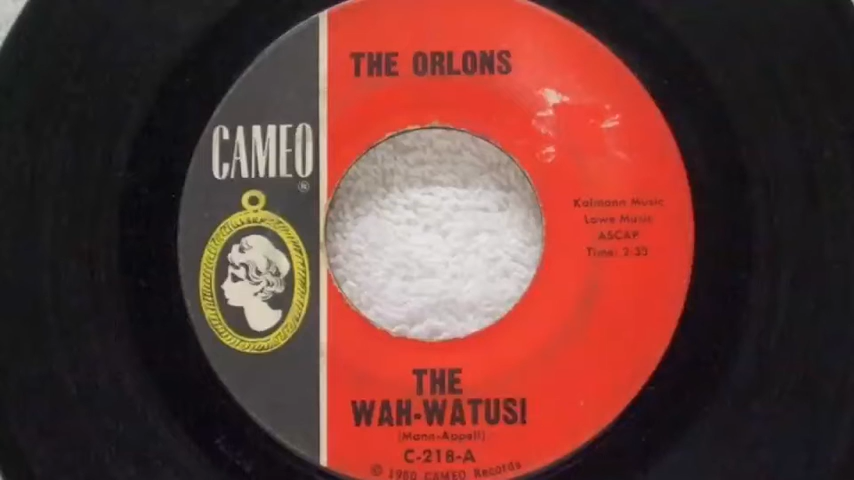 THE ORLONS
CAMEO
®
Kalmann Music
Lowe Music
ASCAP
Time: 2-35
THE
WAH-WATUSI
(Mann-Appell)
C-218-A
© 1960 CAMEO Records